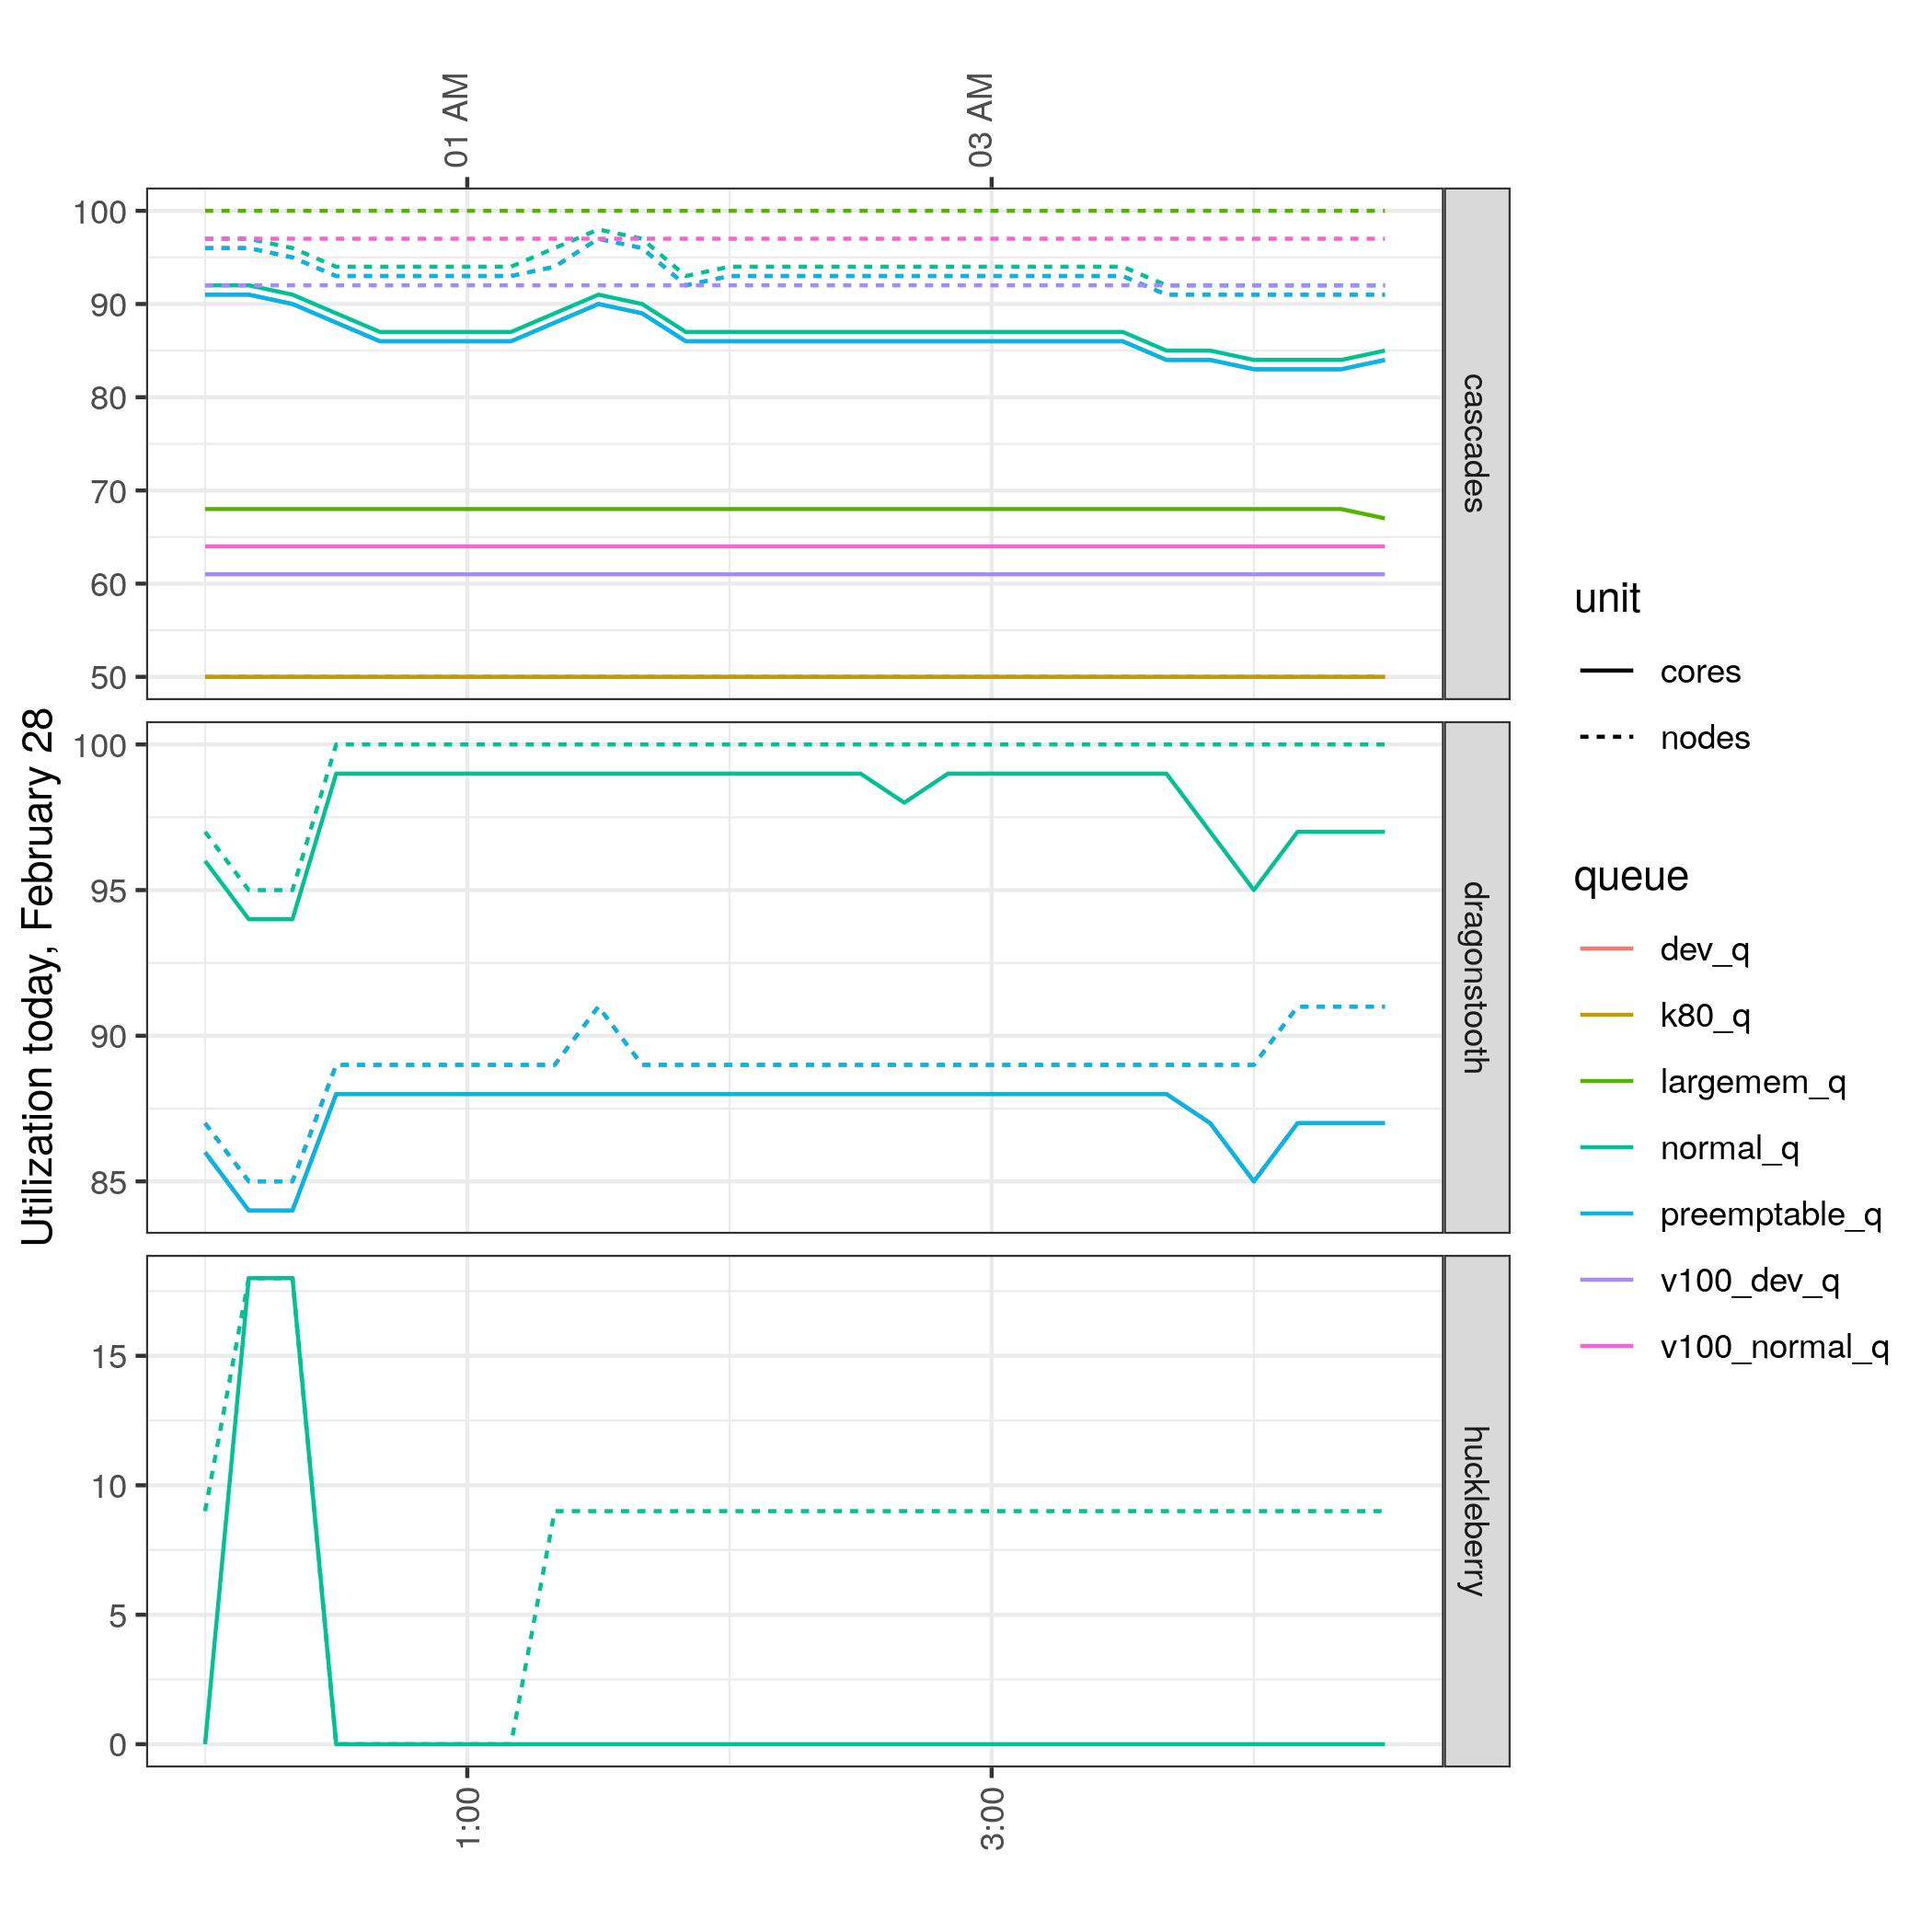 01 AM
03 AM
Utilization today, February 28
100
90
80
70
60
50
cascades
100
95
90
85
dragonstooth
15
10
5
0
huckleberry
1:00
3:00
unit
cores
nodes
queue
dev_q
k80_q
largemem_q
normal_q
preemptable_q
v100_dev_q
v100_normal_q